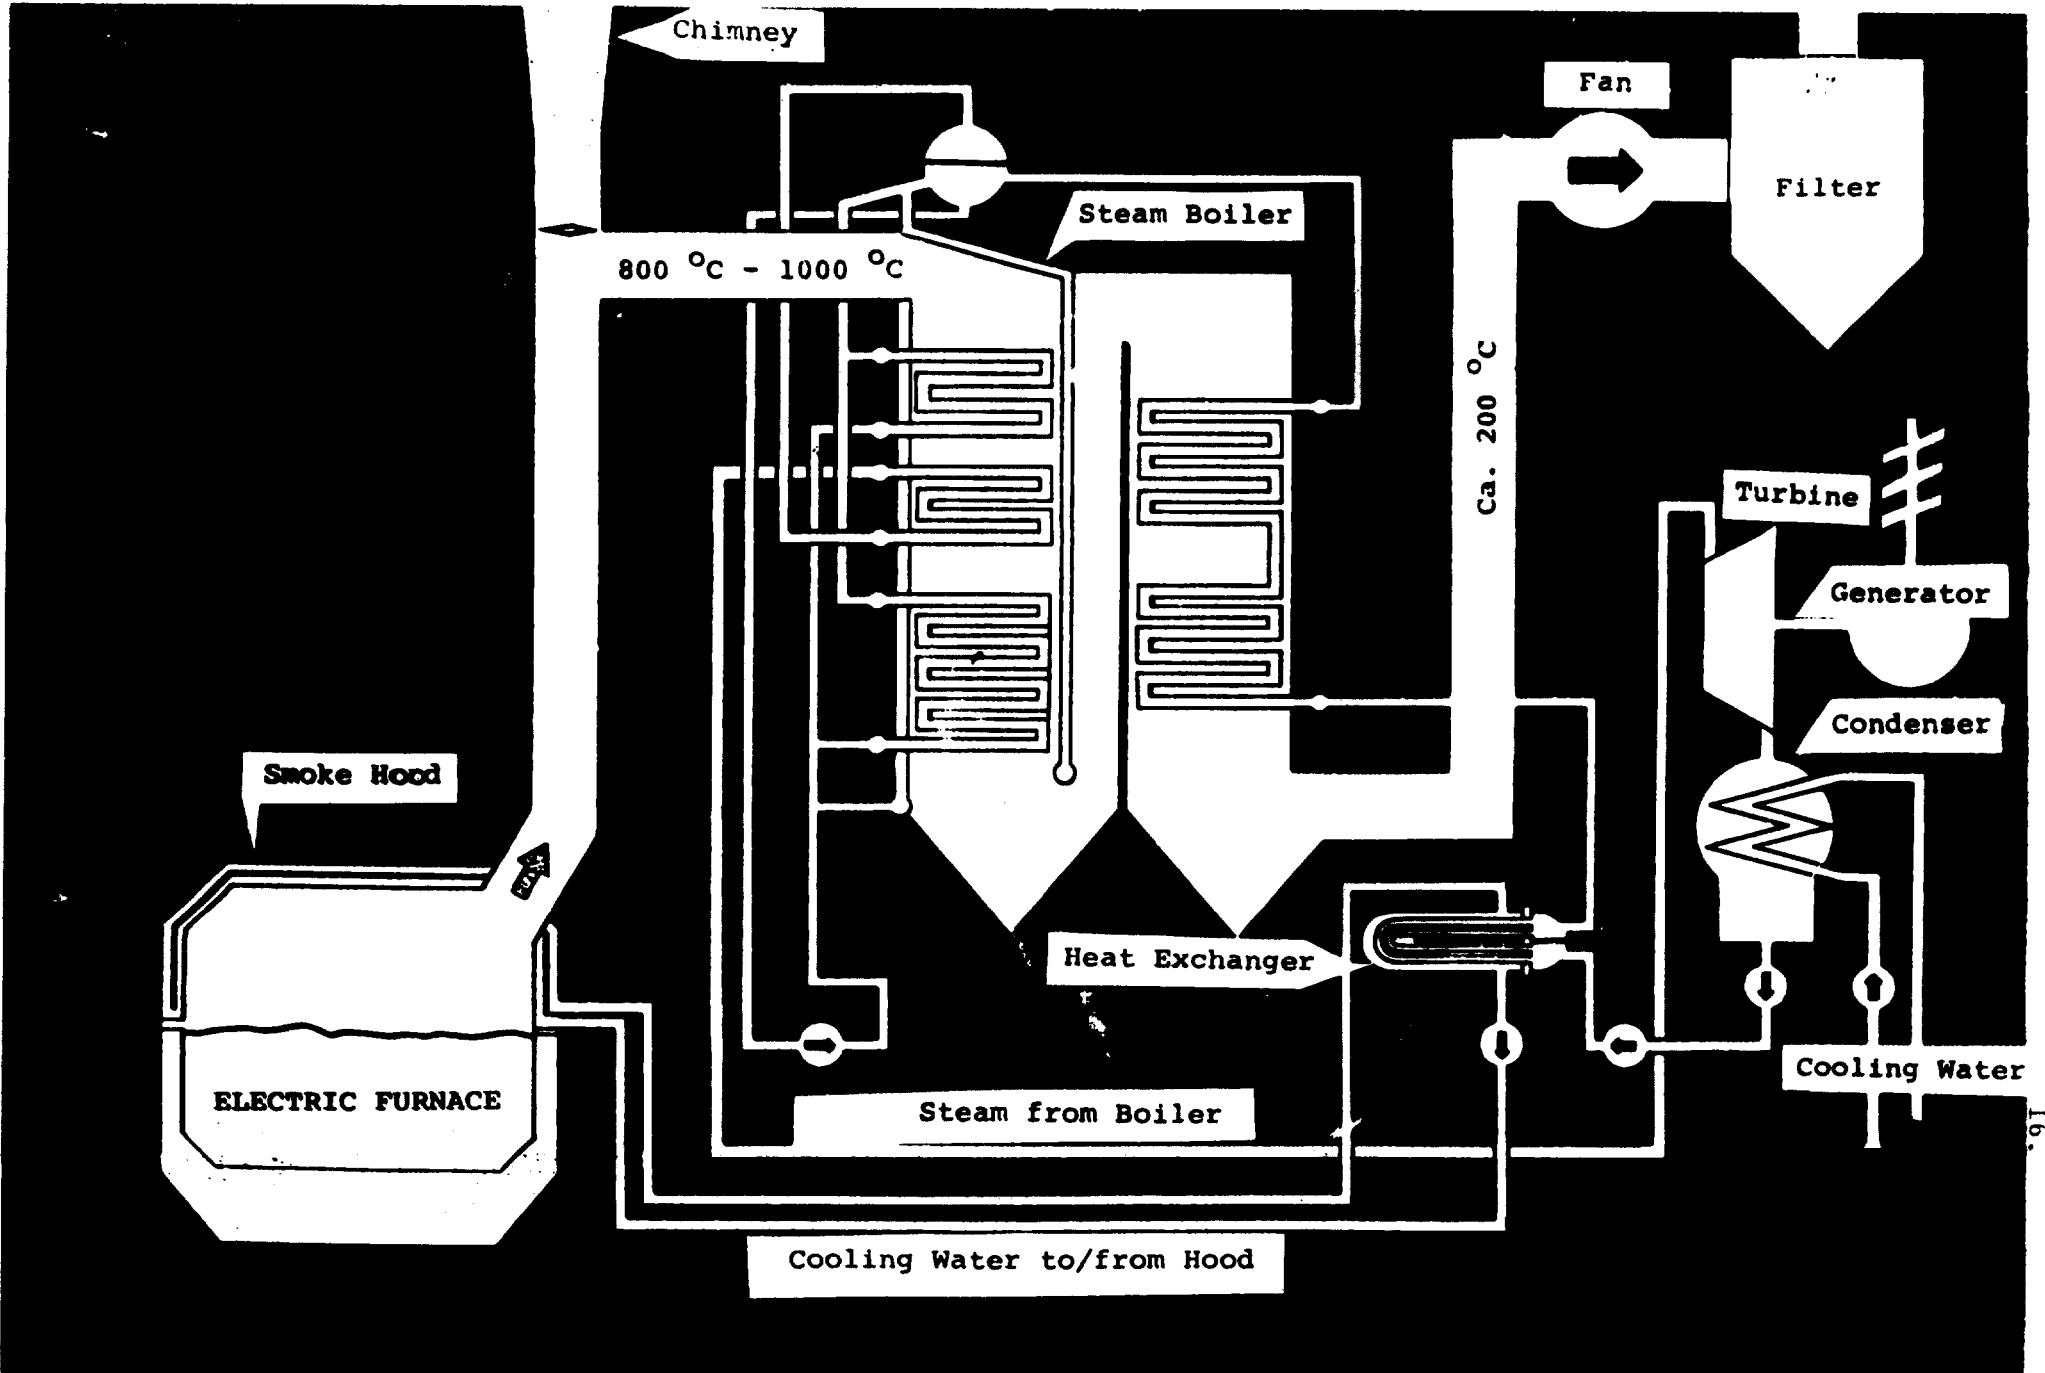 Chimney
Fan
Filter
Steam Boiler
800 °C - 1000 °C
Ca. 200 °C
Turbine
Generator
Condenser
Smoke Hood
Heat Exchanger
ELECTRIC FURNACE
Cooling Water
Steam from Boiler
Cooling Water to/from Hood
16.